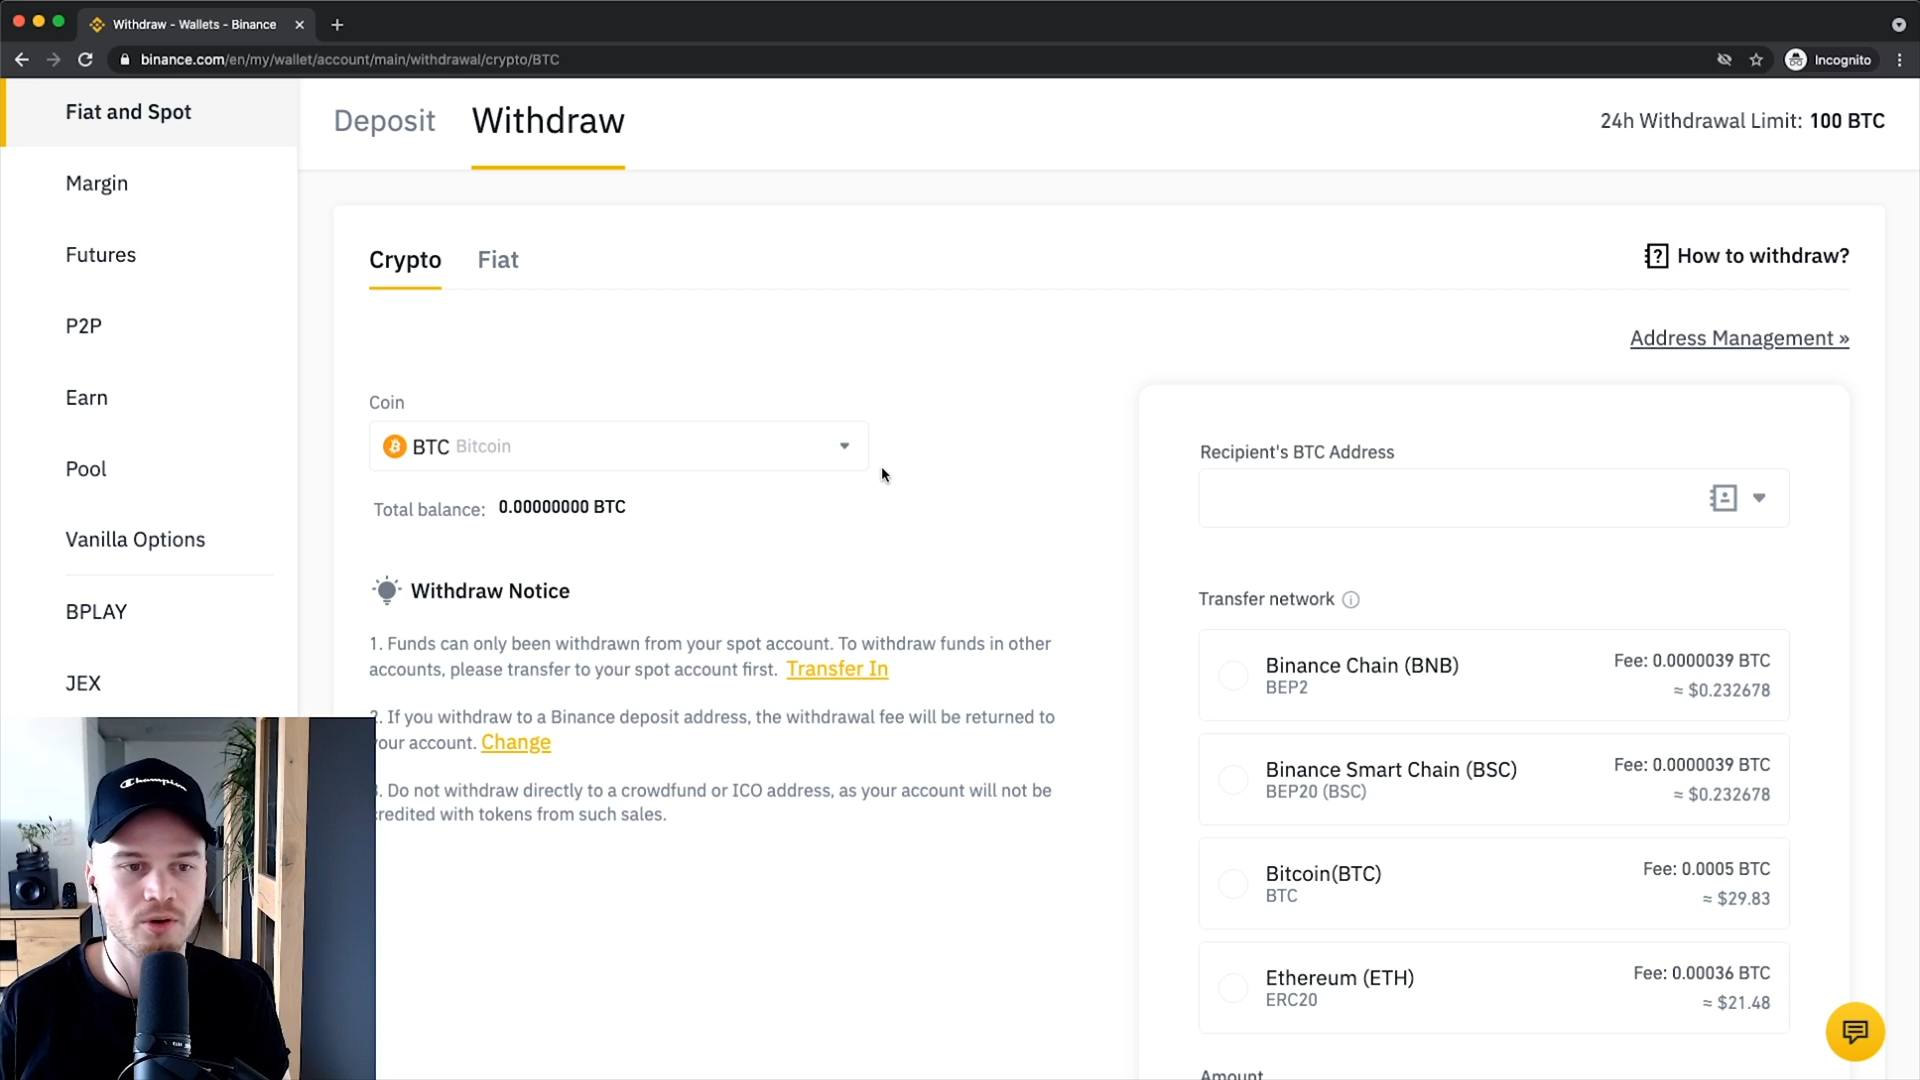 Withdraw - Wallets - Binance
binance.com/en/my/wallet/account/main/withdrawal/crypto/BTC
Incognito
Fiat and Spot
Margin
Futures
P2P
Earn
Pool
Vanilla Options
BPLAY
JEX
Deposit
Withdraw
24h Withdrawal Limit: 100 BTC
Crypto
Fiat
How to withdraw?
Address Management »
Coin
BTC Bitcoin
Total balance: 0.00000000 BTC
Withdraw Notice
1. Funds can only been withdrawn from your spot account. To withdraw funds in other
accounts, please transfer to your spot account first. Transfer In
2. If you withdraw to a Binance deposit address, the withdrawal fee will be returned to
your account. Change
3. Do not withdraw directly to a crowdfund or ICO address, as your account will not be
credited with tokens from such sales.
Recipient's BTC Address
Transfer network
Binance Chain (BNB)
BEP2
Fee: 0.0000039 BTC
≈ $0.232678
Binance Smart Chain (BSC)
BEP20 (BSC)
Fee: 0.0000039 BTC
≈ $0.232678
Bitcoin(BTC)
BTC
Fee: 0.0005 BTC
≈ $29.83
Ethereum (ETH)
ERC20
Fee: 0.00036 BTC
≈ $21.48
Amount
Champion